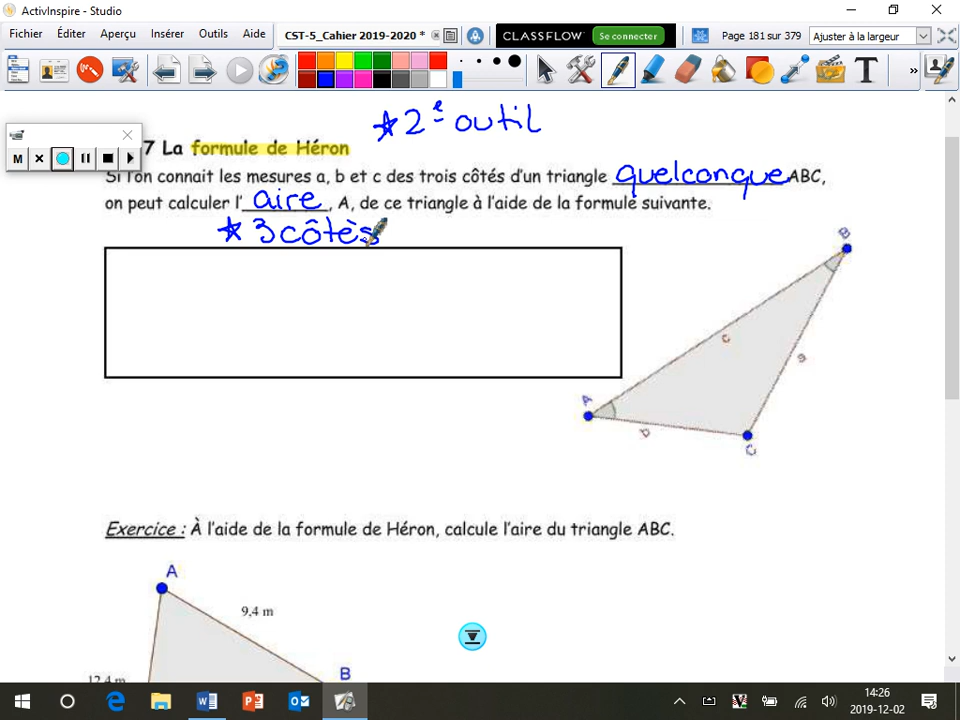 ActivInspire - Studio
Fichier Éditer Aperçu Insérer Outils Aide CST-5_Cahier 2019-2020 * CLASSFLOW Se connecter Page 181 sur 379 Ajuster à la largeur
T »
★2e outil
M 7 La formule de Héron
Si l'on connait les mesures a, b et c des trois côtés d'un triangle quelconque ABC,
on peut calculer l' aire , A, de ce triangle à l'aide de la formule suivante.
★ 3 côtés
B
c
a
A
b
C
Exercice : À l'aide de la formule de Héron, calcule l'aire du triangle ABC.
A
9,4 m
B
12,4 m
14:26
2019-12-02